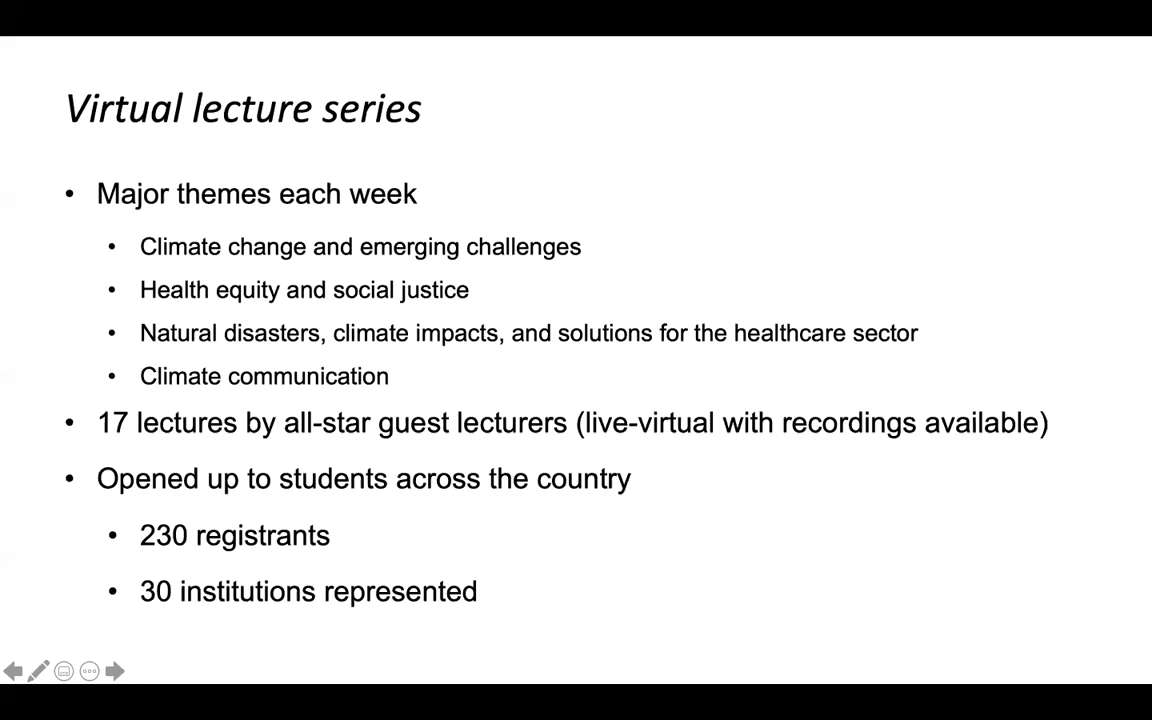 Virtual lecture series
• Major themes each week
• Climate change and emerging challenges
• Health equity and social justice
• Natural disasters, climate impacts, and solutions for the healthcare sector
• Climate communication
• 17 lectures by all-star guest lecturers (live-virtual with recordings available)
• Opened up to students across the country
• 230 registrants
• 30 institutions represented